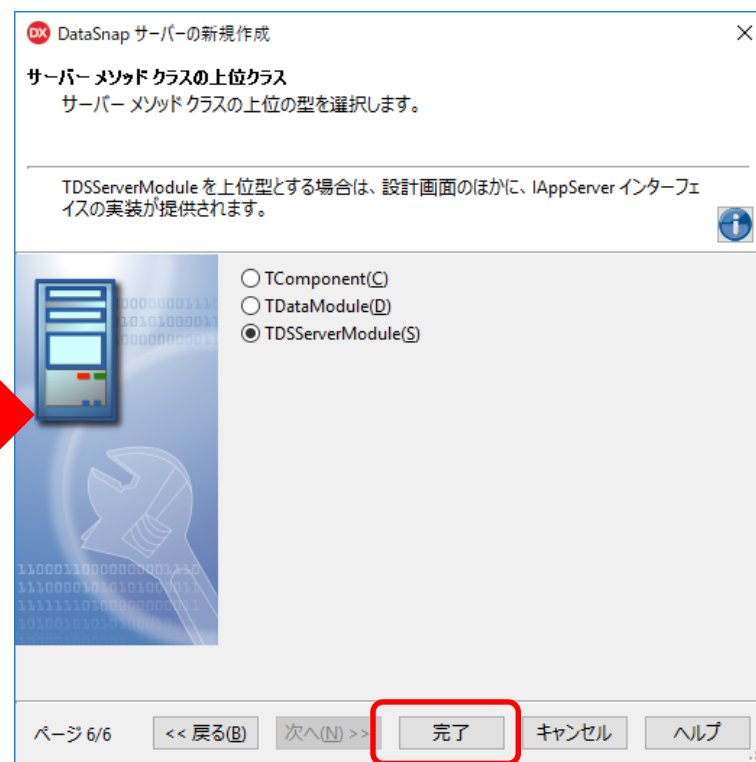 DX DataSnap サーバーの新規作成
サーバー メソッド クラスの上位クラス
サーバー メソッド クラスの上位の型を選択します。
TDSServerModule を上位型とする場合は、設計画面のほかに、IAppServer インターフェ
イスの実装が提供されます。
TComponent(C)
TDataModule(D)
TDSServerModule(S)
ページ 6/6 << 戻る(B) 次へ(N) >> 完了 キャンセル ヘルプ